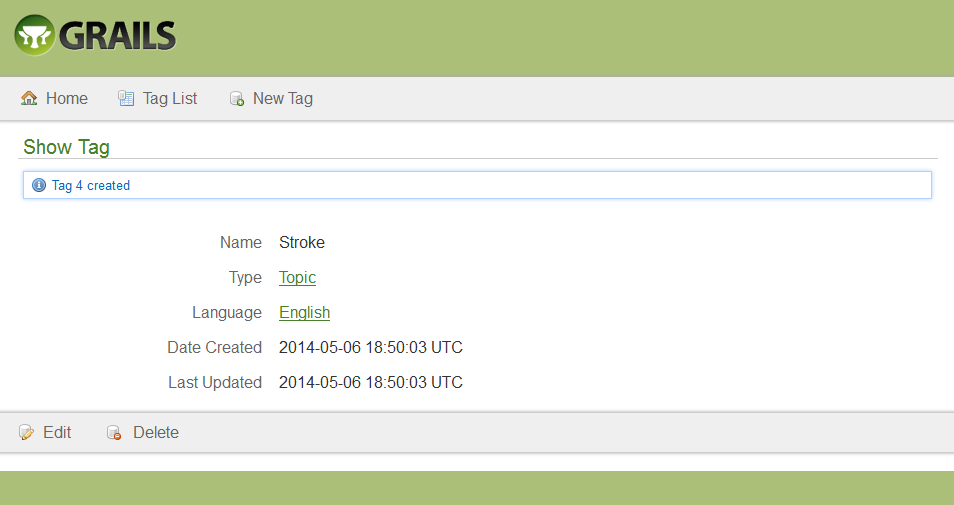 GRAILS
Home Tag List New Tag
Show Tag
Tag 4 created
Name Stroke
Type Topic
Language English
Date Created 2014-05-06 18:50:03 UTC
Last Updated 2014-05-06 18:50:03 UTC
Edit Delete